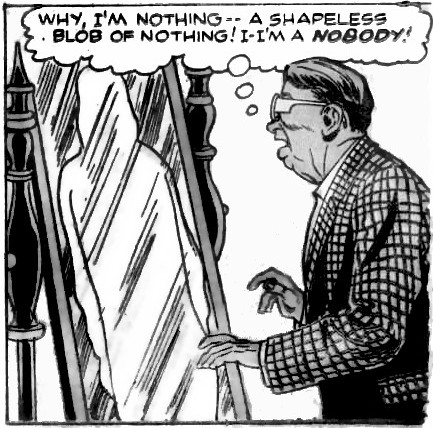 WHY, I'M NOTHING-- A SHAPELESS
BLOB OF NOTHING! I-I'M A NOBODY!